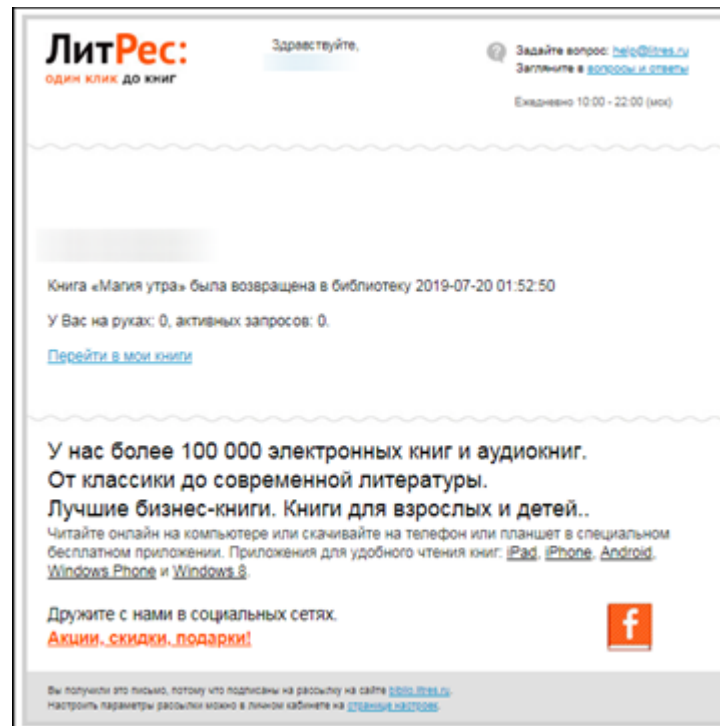 ЛитРес:
один клик до книг
Здравствуйте,
Задайте вопрос: help@litres.ru
Загляните в вопросы и ответы
Ежедневно 10:00 - 22:00 (мск)
Книга «Магия утра» была возвращена в библиотеку 2019-07-20 01:52:50
У Вас на руках: 0, активных запросов: 0.
Перейти в мои книги
У нас более 100 000 электронных книг и аудиокниг.
От классики до современной литературы.
Лучшие бизнес-книги. Книги для взрослых и детей..
Читайте онлайн на компьютере или скачивайте на телефон или планшет в специальном
бесплатном приложении. Приложения для удобного чтения книг: iPad, iPhone, Android,
Windows Phone и Windows 8.
Дружите с нами в социальных сетях.
Акции, скидки, подарки!
f
Вы получили это письмо, потому что подписаны на рассылку на сайте biblio.litres.ru.
Настроить параметры рассылки можно в личном кабинете на странице настроек.